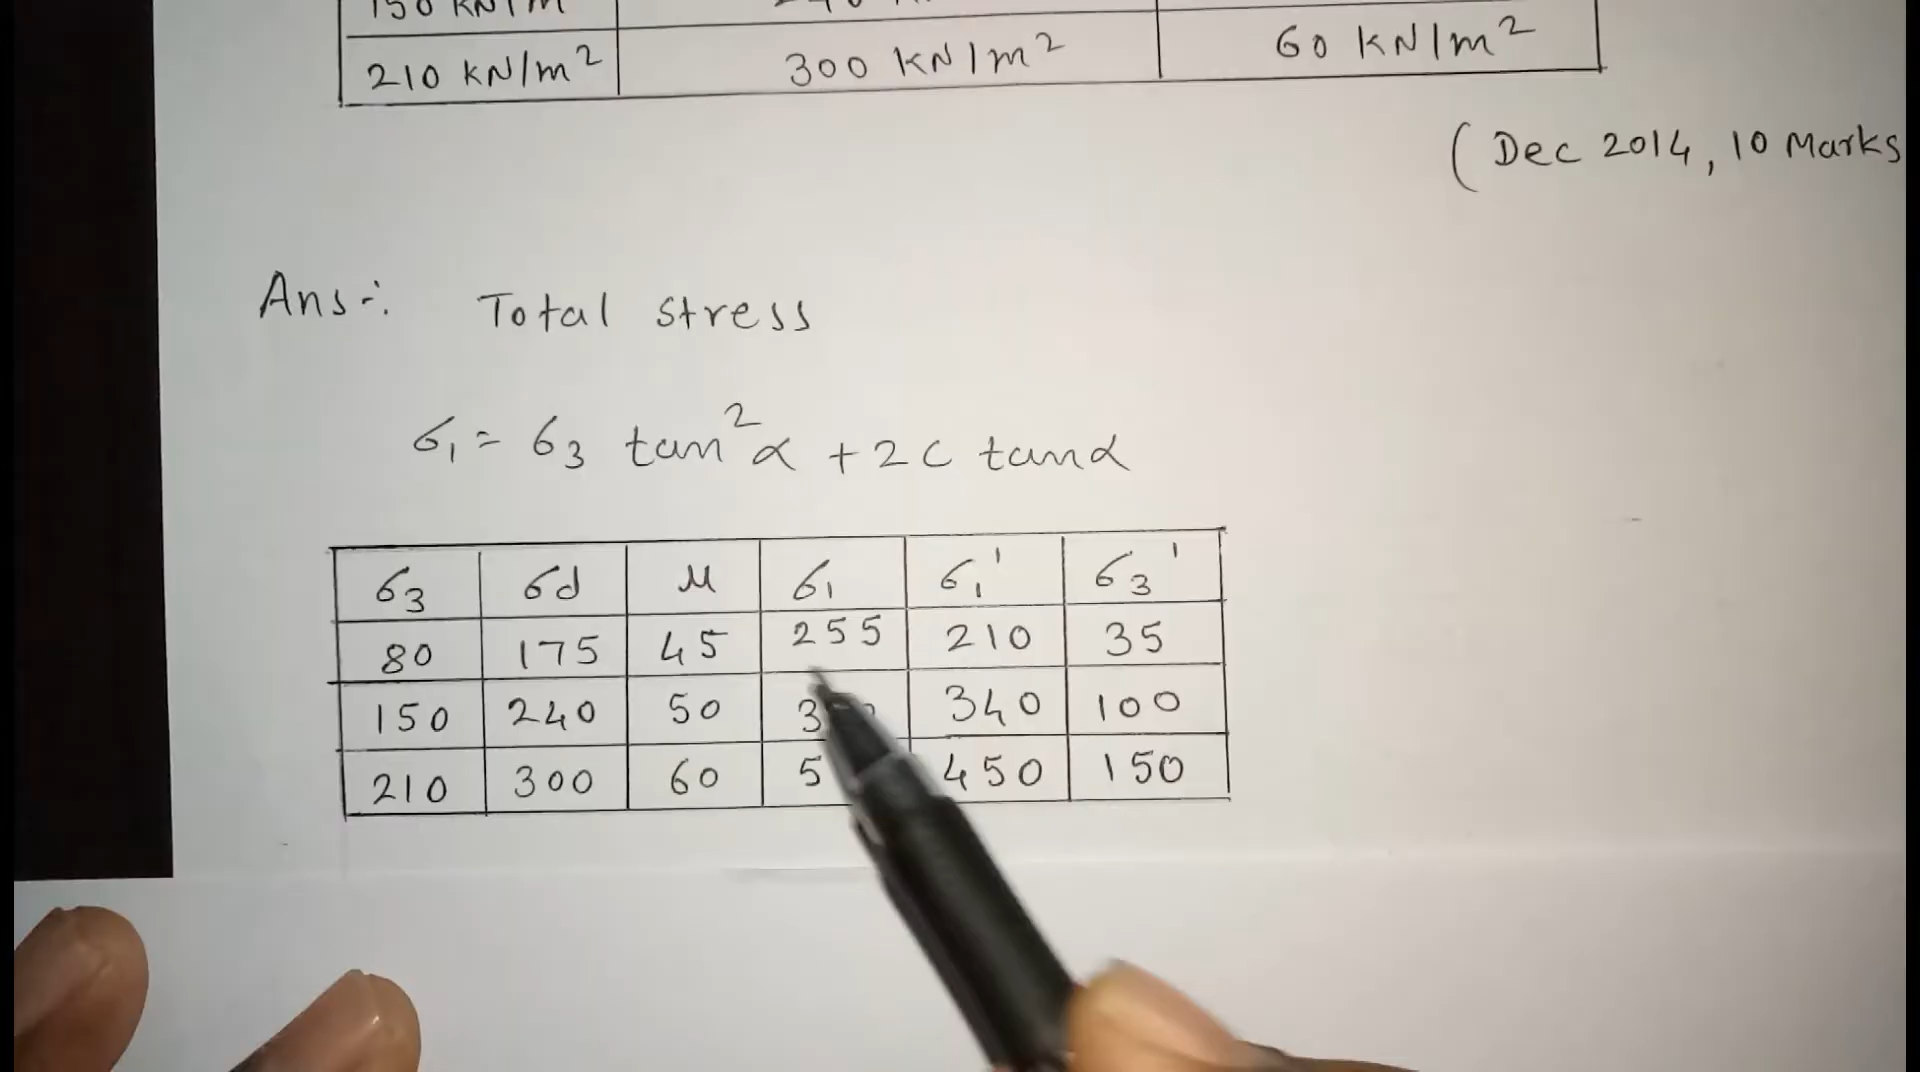 150 KN/m
210 KN/m² 300 KN/m² 60 KN/m²
(Dec 2014, 10 Marks
Ans:- Total stress
σ₁ = σ₃ tan²α + 2C tanα
σ₃ σd μ σ₁ σ₁' σ₃'
80 175 45 255 210 35
150 240 50 340 100
210 300 60 450 150